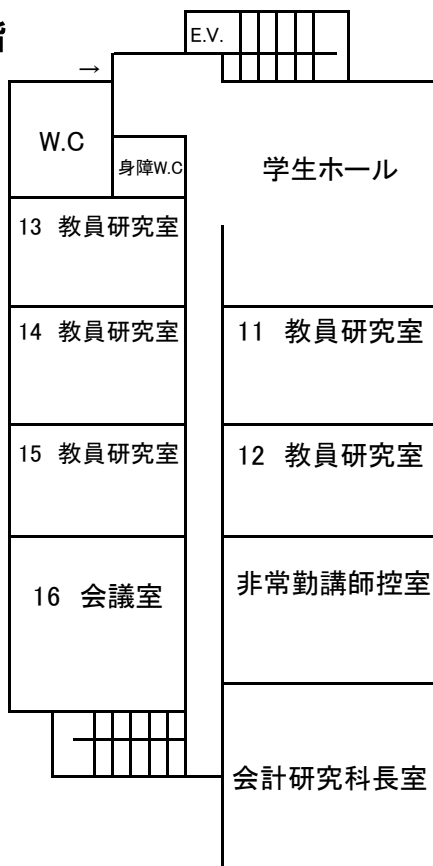 階
E.V.
→
W.C
身障W.C
学生ホール
13 教員研究室
14 教員研究室
11 教員研究室
15 教員研究室
12 教員研究室
16 会議室
非常勤講師控室
会計研究科長室